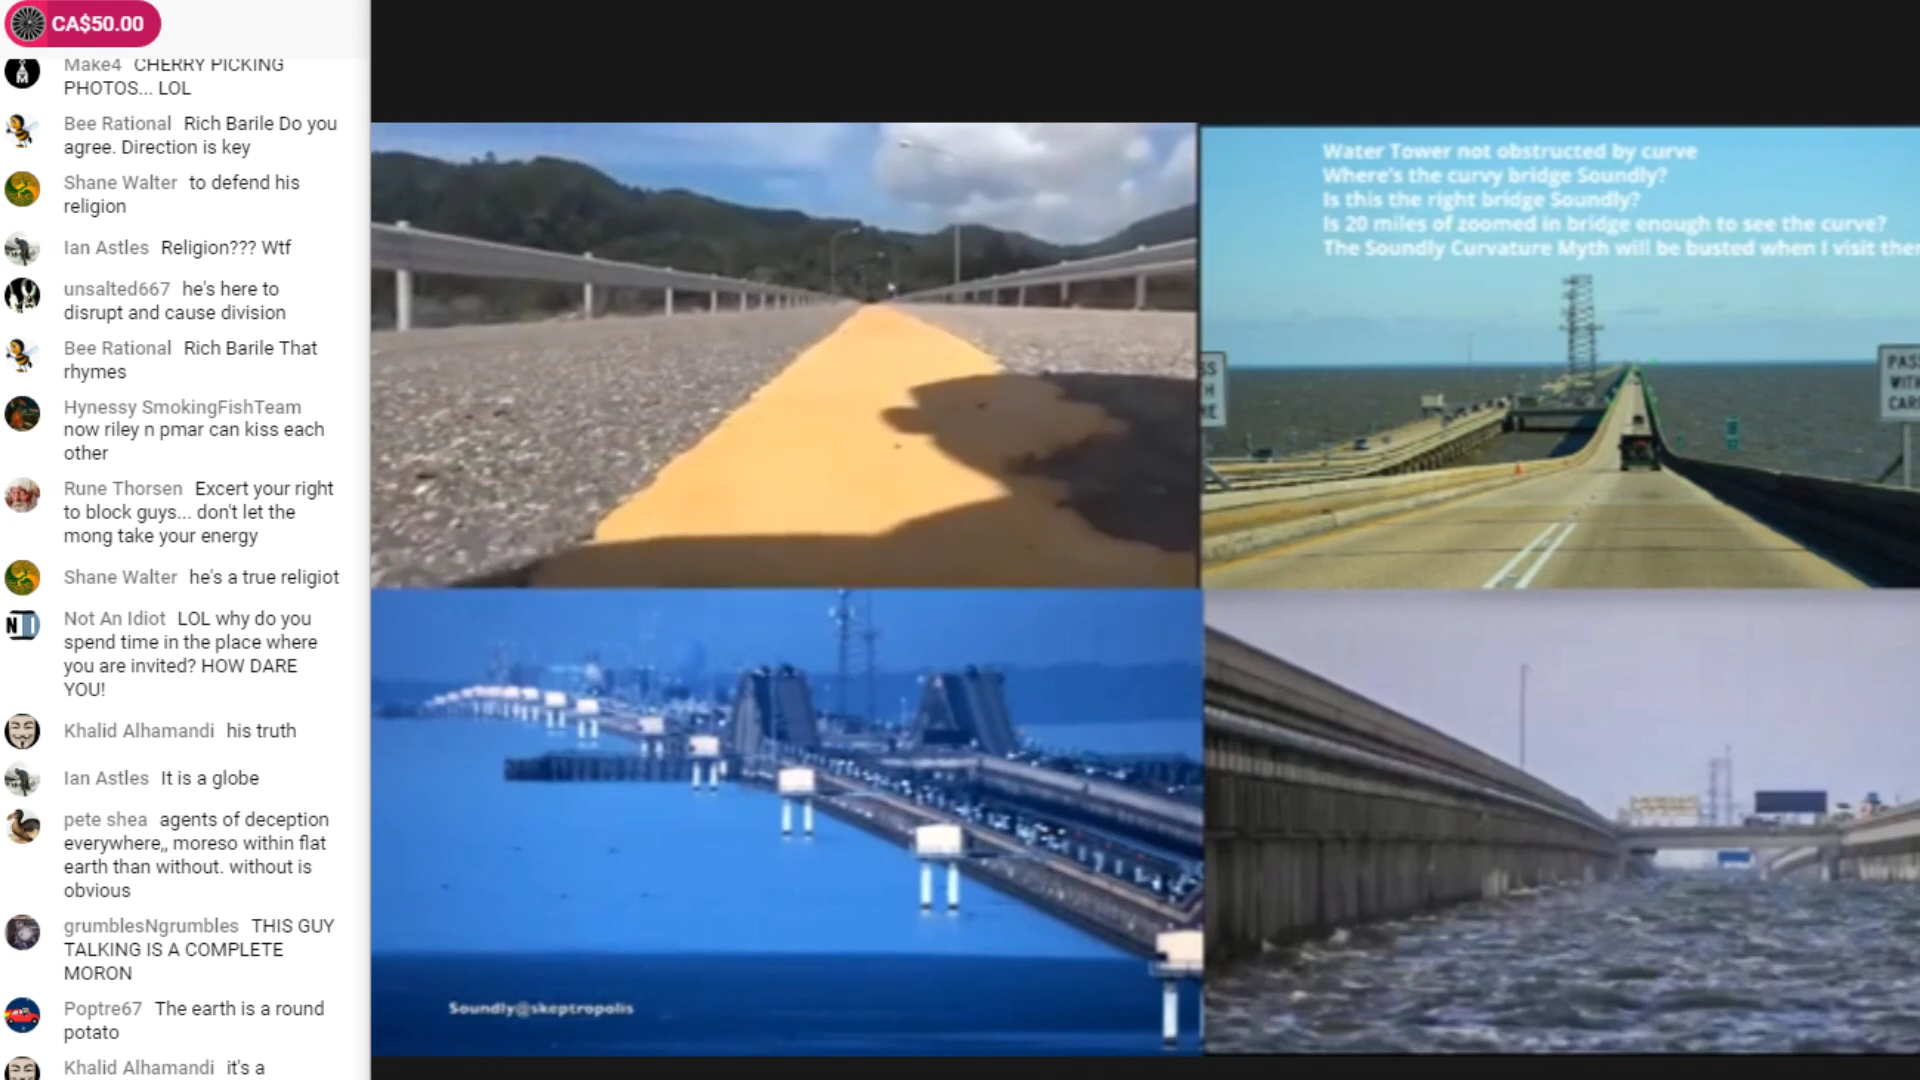 CA$50.00
Make4 CHERRY PICKING
PHOTOS... LOL
Bee Rational Rich Barile Do you
agree. Direction is key
Shane Walter to defend his
religion
Ian Astles Religion??? Wtf
unsalted667 he's here to
disrupt and cause division
Bee Rational Rich Barile That
rhymes
Hynessy SmokingFishTeam
now riley n pmar can kiss each
other
Rune Thorsen Excert your right
to block guys... don't let the
mong take your energy
Shane Walter he's a true religiot
Not An Idiot LOL why do you
spend time in the place where
you are invited? HOW DARE
YOU!
Khalid Alhamandi his truth
Ian Astles It is a globe
pete shea agents of deception
everywhere,, moreso within flat
earth than without. without is
obvious
grumblesNgrumbles THIS GUY
TALKING IS A COMPLETE
MORON
Poptre67 The earth is a round
potato
Khalid Alhamandi it's a
Water Tower not obstructed by curve
Where's the curvy bridge Soundly?
Is this the right bridge Soundly?
Is 20 miles of zoomed in bridge enough to see the curve?
The Soundly Curvature Myth will be busted when I visit ther
SS
H
RE
PAS
WIT
CAR
Soundly@skeptropolis